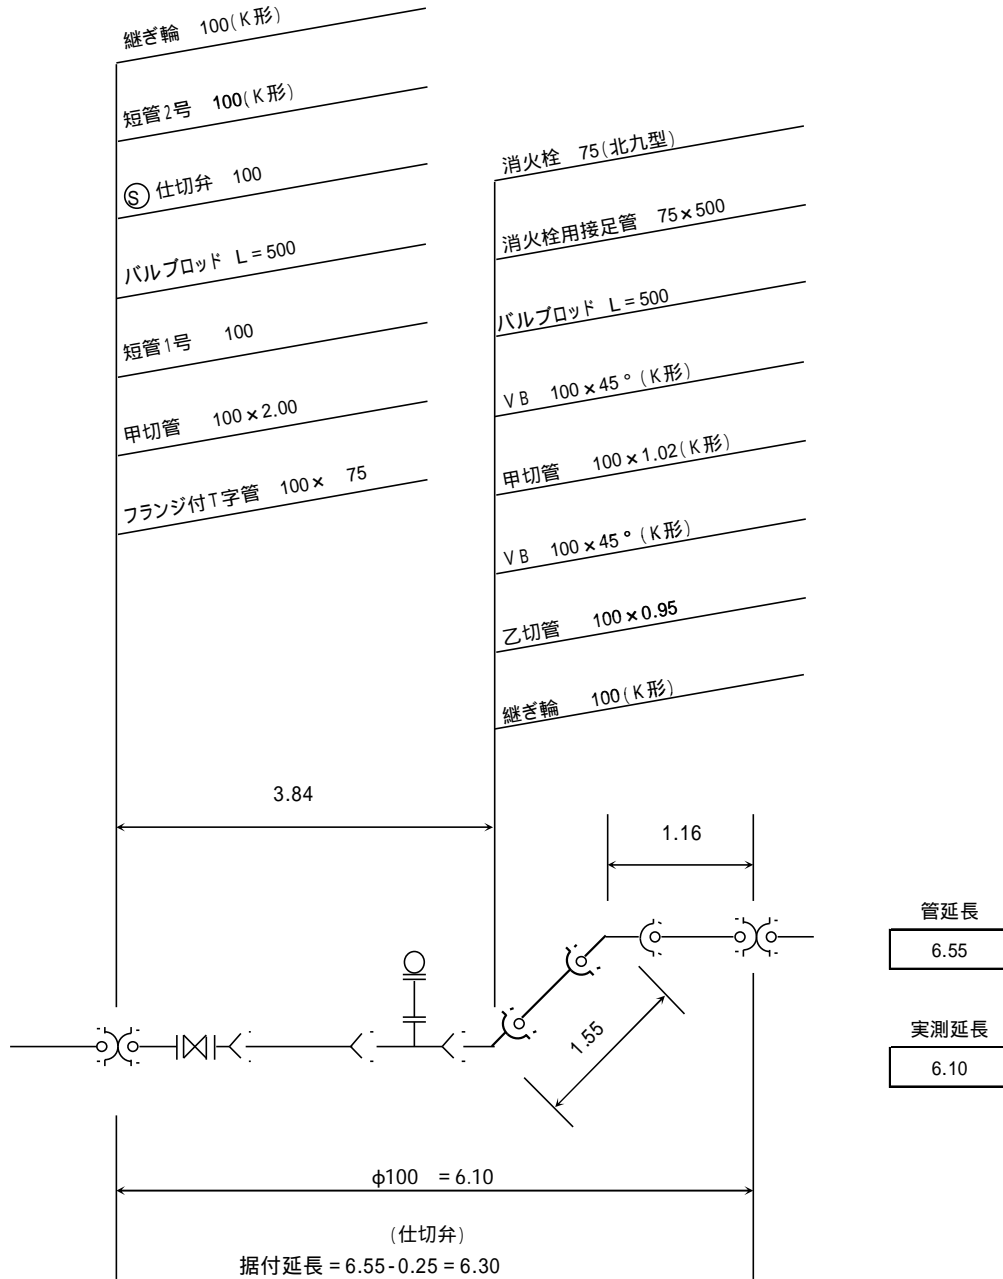 継ぎ輪 100(K形)
短管2号 100(K形)
Ⓢ 仕切弁 100
バルブロッド L=500
短管1号 100
甲切管 100×2.00
フランジ付T字管 100× 75
消火栓 75(北九型)
消火栓用接足管 75×500
バルブロッド L=500
VB 100×45°(K形)
甲切管 100×1.02(K形)
VB 100×45°(K形)
乙切管 100×0.95
継ぎ輪 100(K形)
3.84
1.16
管延長
6.55
1.55
実測延長
6.10
φ100 =6.10
(仕切弁)
据付延長=6.55-0.25=6.30